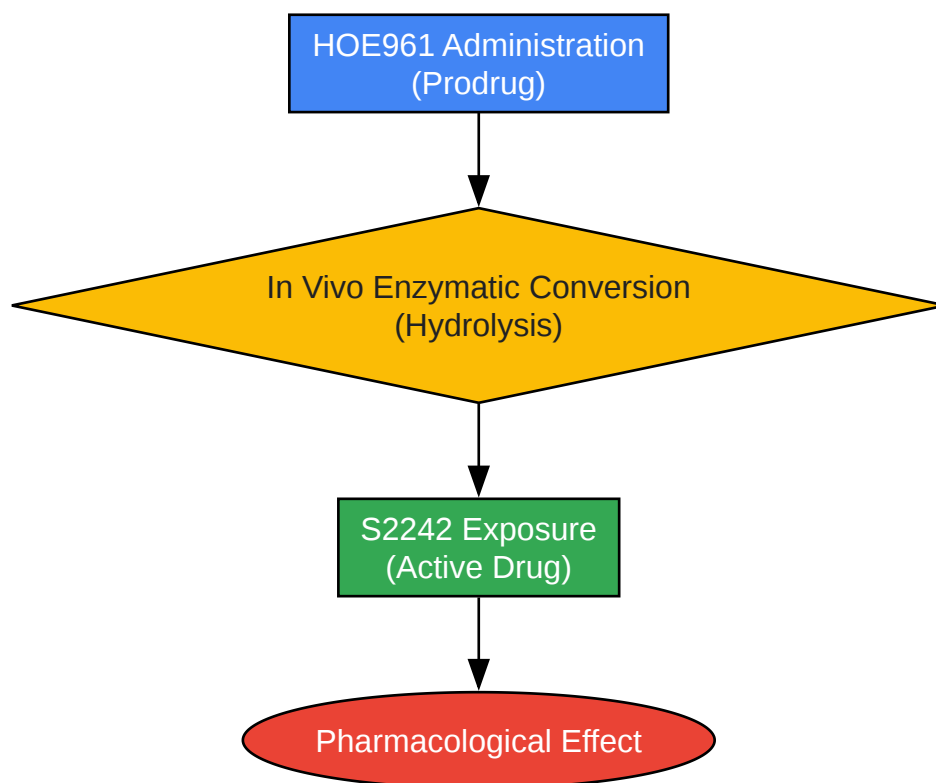 HOE961 Administration
(Prodrug)
In Vivo Enzymatic Conversion
(Hydrolysis)
S2242 Exposure
(Active Drug)
Pharmacological Effect